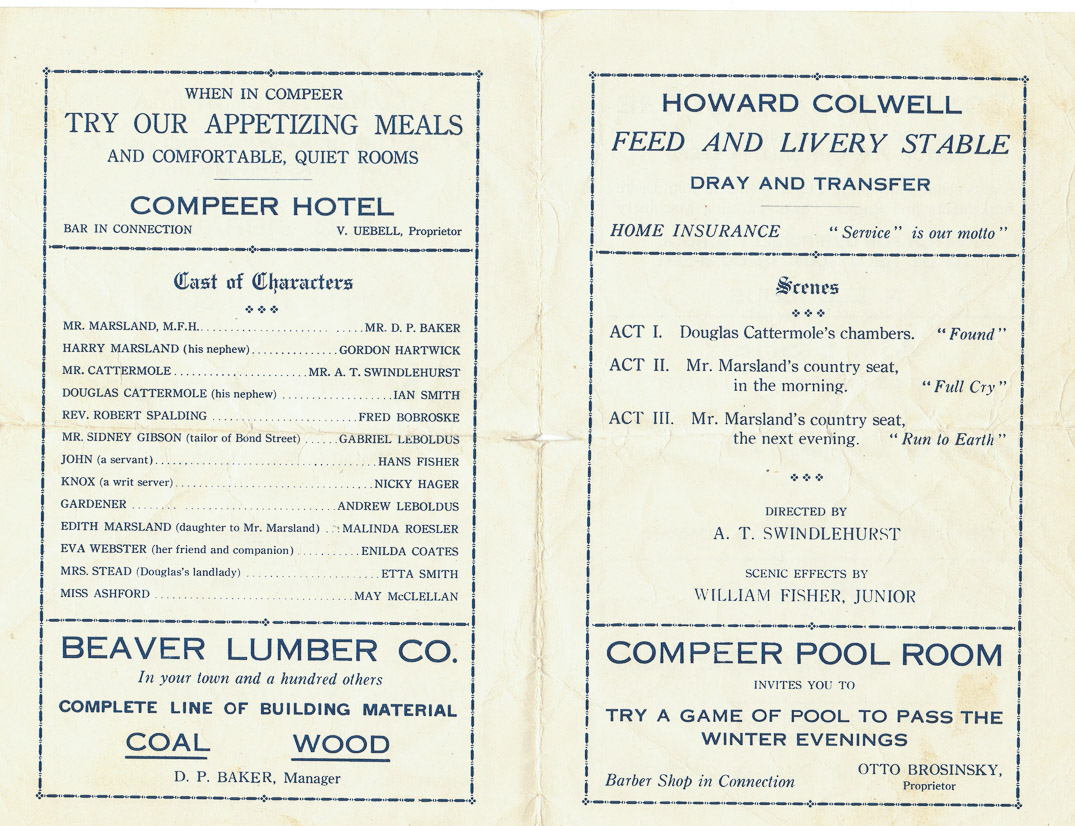 WHEN IN COMPEER
TRY OUR APPETIZING MEALS
AND COMFORTABLE, QUIET ROOMS
COMPEER HOTEL
BAR IN CONNECTION V. UEBELL, Proprietor
Cast of Characters
MR. MARSLAND, M.F.H. MR. D. P. BAKER
HARRY MARSLAND (his nephew) GORDON HARTWICK
MR. CATTERMOLE MR. A. T. SWINDLEHURST
DOUGLAS CATTERMOLE (his nephew) IAN SMITH
REV. ROBERT SPALDING FRED BOBROSKE
MR. SIDNEY GIBSON (tailor of Bond Street) GABRIEL LEBOLDUS
JOHN (a servant) HANS FISHER
KNOX (a writ server) NICKY HAGER
GARDENER ANDREW LEBOLDUS
EDITH MARSLAND (daughter to Mr. Marsland) MALINDA ROESLER
EVA WEBSTER (her friend and companion) ENILDA COATES
MRS. STEAD (Douglas's landlady) ETTA SMITH
MISS ASHFORD MAY McCLELLAN
BEAVER LUMBER CO.
In your town and a hundred others
COMPLETE LINE OF BUILDING MATERIAL
COAL WOOD
D. P. BAKER, Manager
HOWARD COLWELL
FEED AND LIVERY STABLE
DRAY AND TRANSFER
HOME INSURANCE "Service" is our motto"
Scenes
ACT I. Douglas Cattermole's chambers. "Found"
ACT II. Mr. Marsland's country seat,
in the morning. "Full Cry"
ACT III. Mr. Marsland's country seat,
the next evening. "Run to Earth"
DIRECTED BY
A. T. SWINDLEHURST
SCENIC EFFECTS BY
WILLIAM FISHER, JUNIOR
COMPEER POOL ROOM
INVITES YOU TO
TRY A GAME OF POOL TO PASS THE
WINTER EVENINGS
Barber Shop in Connection OTTO BROSINSKY,
Proprietor